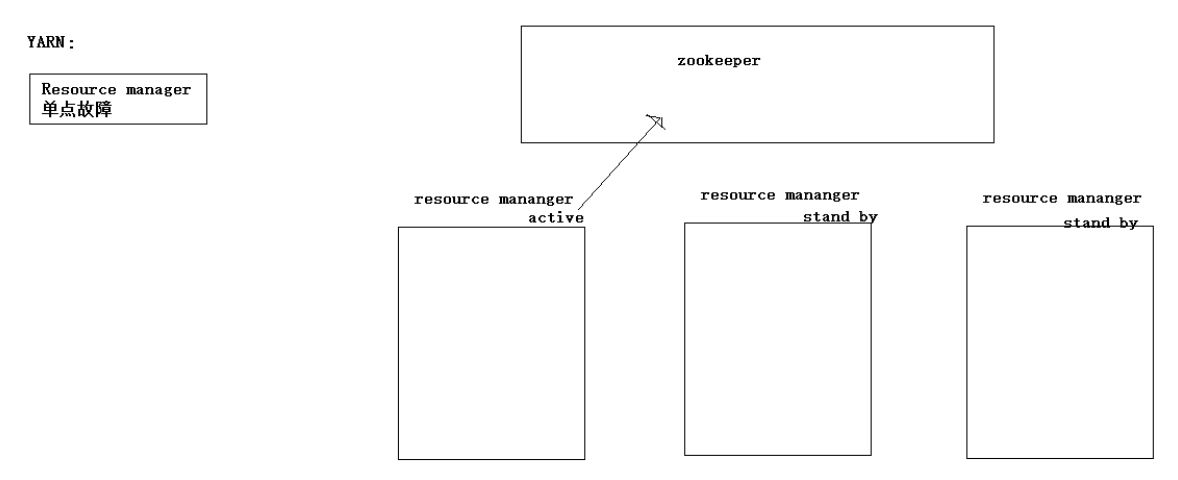 YARN：
Resource manager
单点故障
zookeeper
resource mananger
active
resource mananger
stand by
resource mananger
stand by